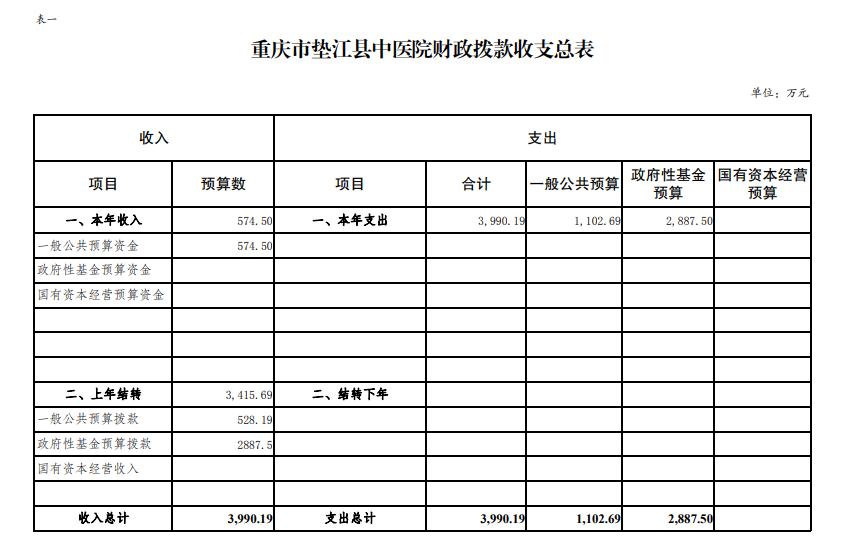 表一
重庆市垫江县中医院财政拨款收支总表
单位：万元
收入 支出
项目 预算数 项目 合计 一般公共预算 政府性基金预算 国有资本经营预算
一、本年收入 574.50 一、本年支出 3,990.19 1,102.69 2,887.50
一般公共预算资金 574.50
政府性基金预算资金
国有资本经营预算资金
二、上年结转 3,415.69 二、结转下年
一般公共预算拨款 528.19
政府性基金预算拨款 2887.5
国有资本经营收入
收入总计 3,990.19 支出总计 3,990.19 1,102.69 2,887.50